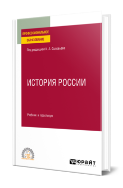 ПРОФЕССИОНАЛЬНОЕ
ОБРАЗОВАНИЕ
ИСТОРИЯ РОССИИ
Учебник и практикум
юрайт